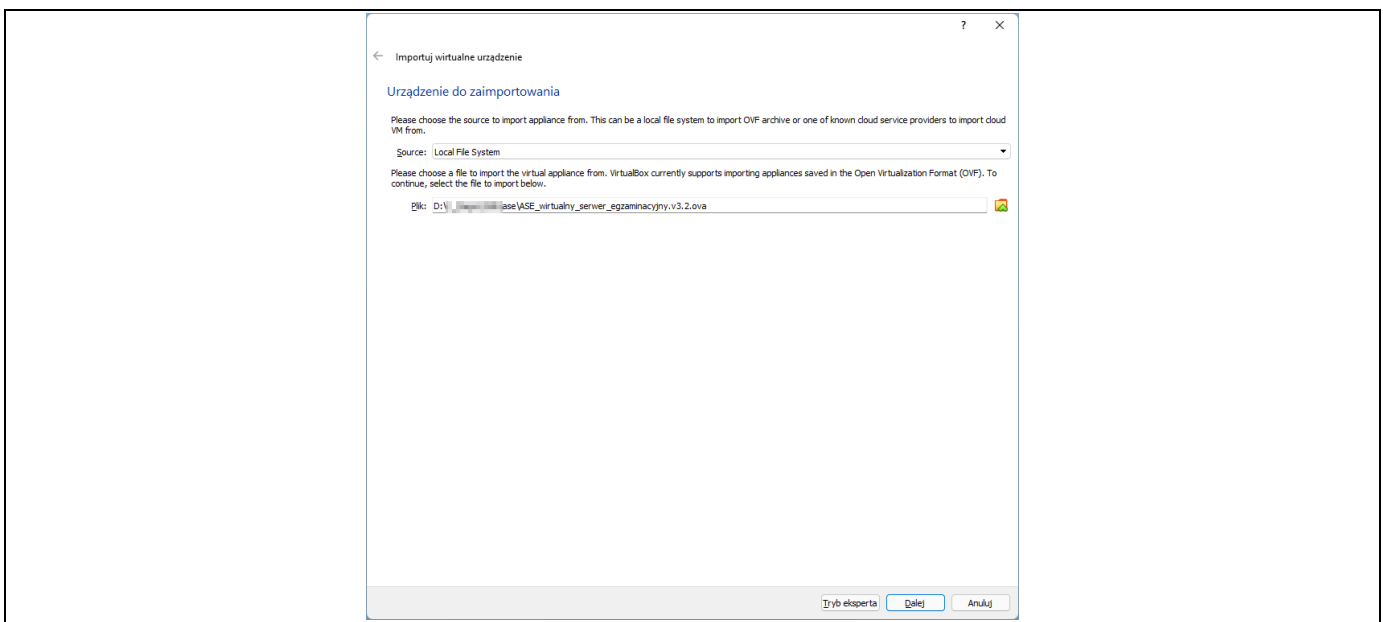 Importuj wirtualne urządzenie
Urządzenie do zaimportowania
Please choose the source to import appliance from. This can be a local file system to import OVF archive or one of known cloud service providers to import cloud
VM from.
Source: Local File System
Please choose a file to import the virtual appliance from. VirtualBox currently supports importing appliances saved in the Open Virtualization Format (OVF). To
continue, select the file to import below.
Plik: D:\ ase\ASE_wirtualny_serwer_egzaminacyjny.v3.2.ova
Tryb eksperta Dalej Anuluj